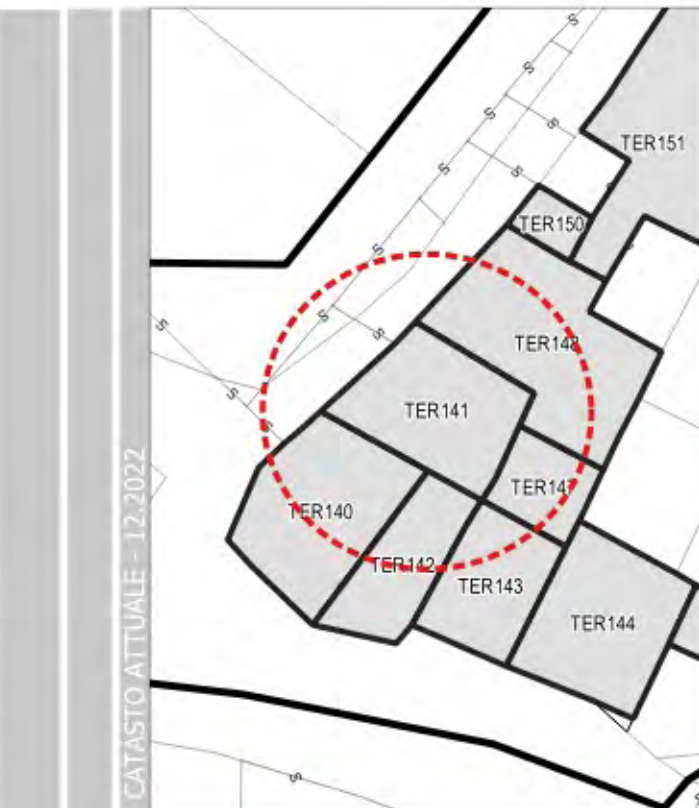 CATASTO ATTUALE - 12.2022
TER151
TER150
TER148
TER141
TER147
TER140
TER142
TER143
TER144
S
S
S
S
S
S
S
S
S
S
S
S
S
S